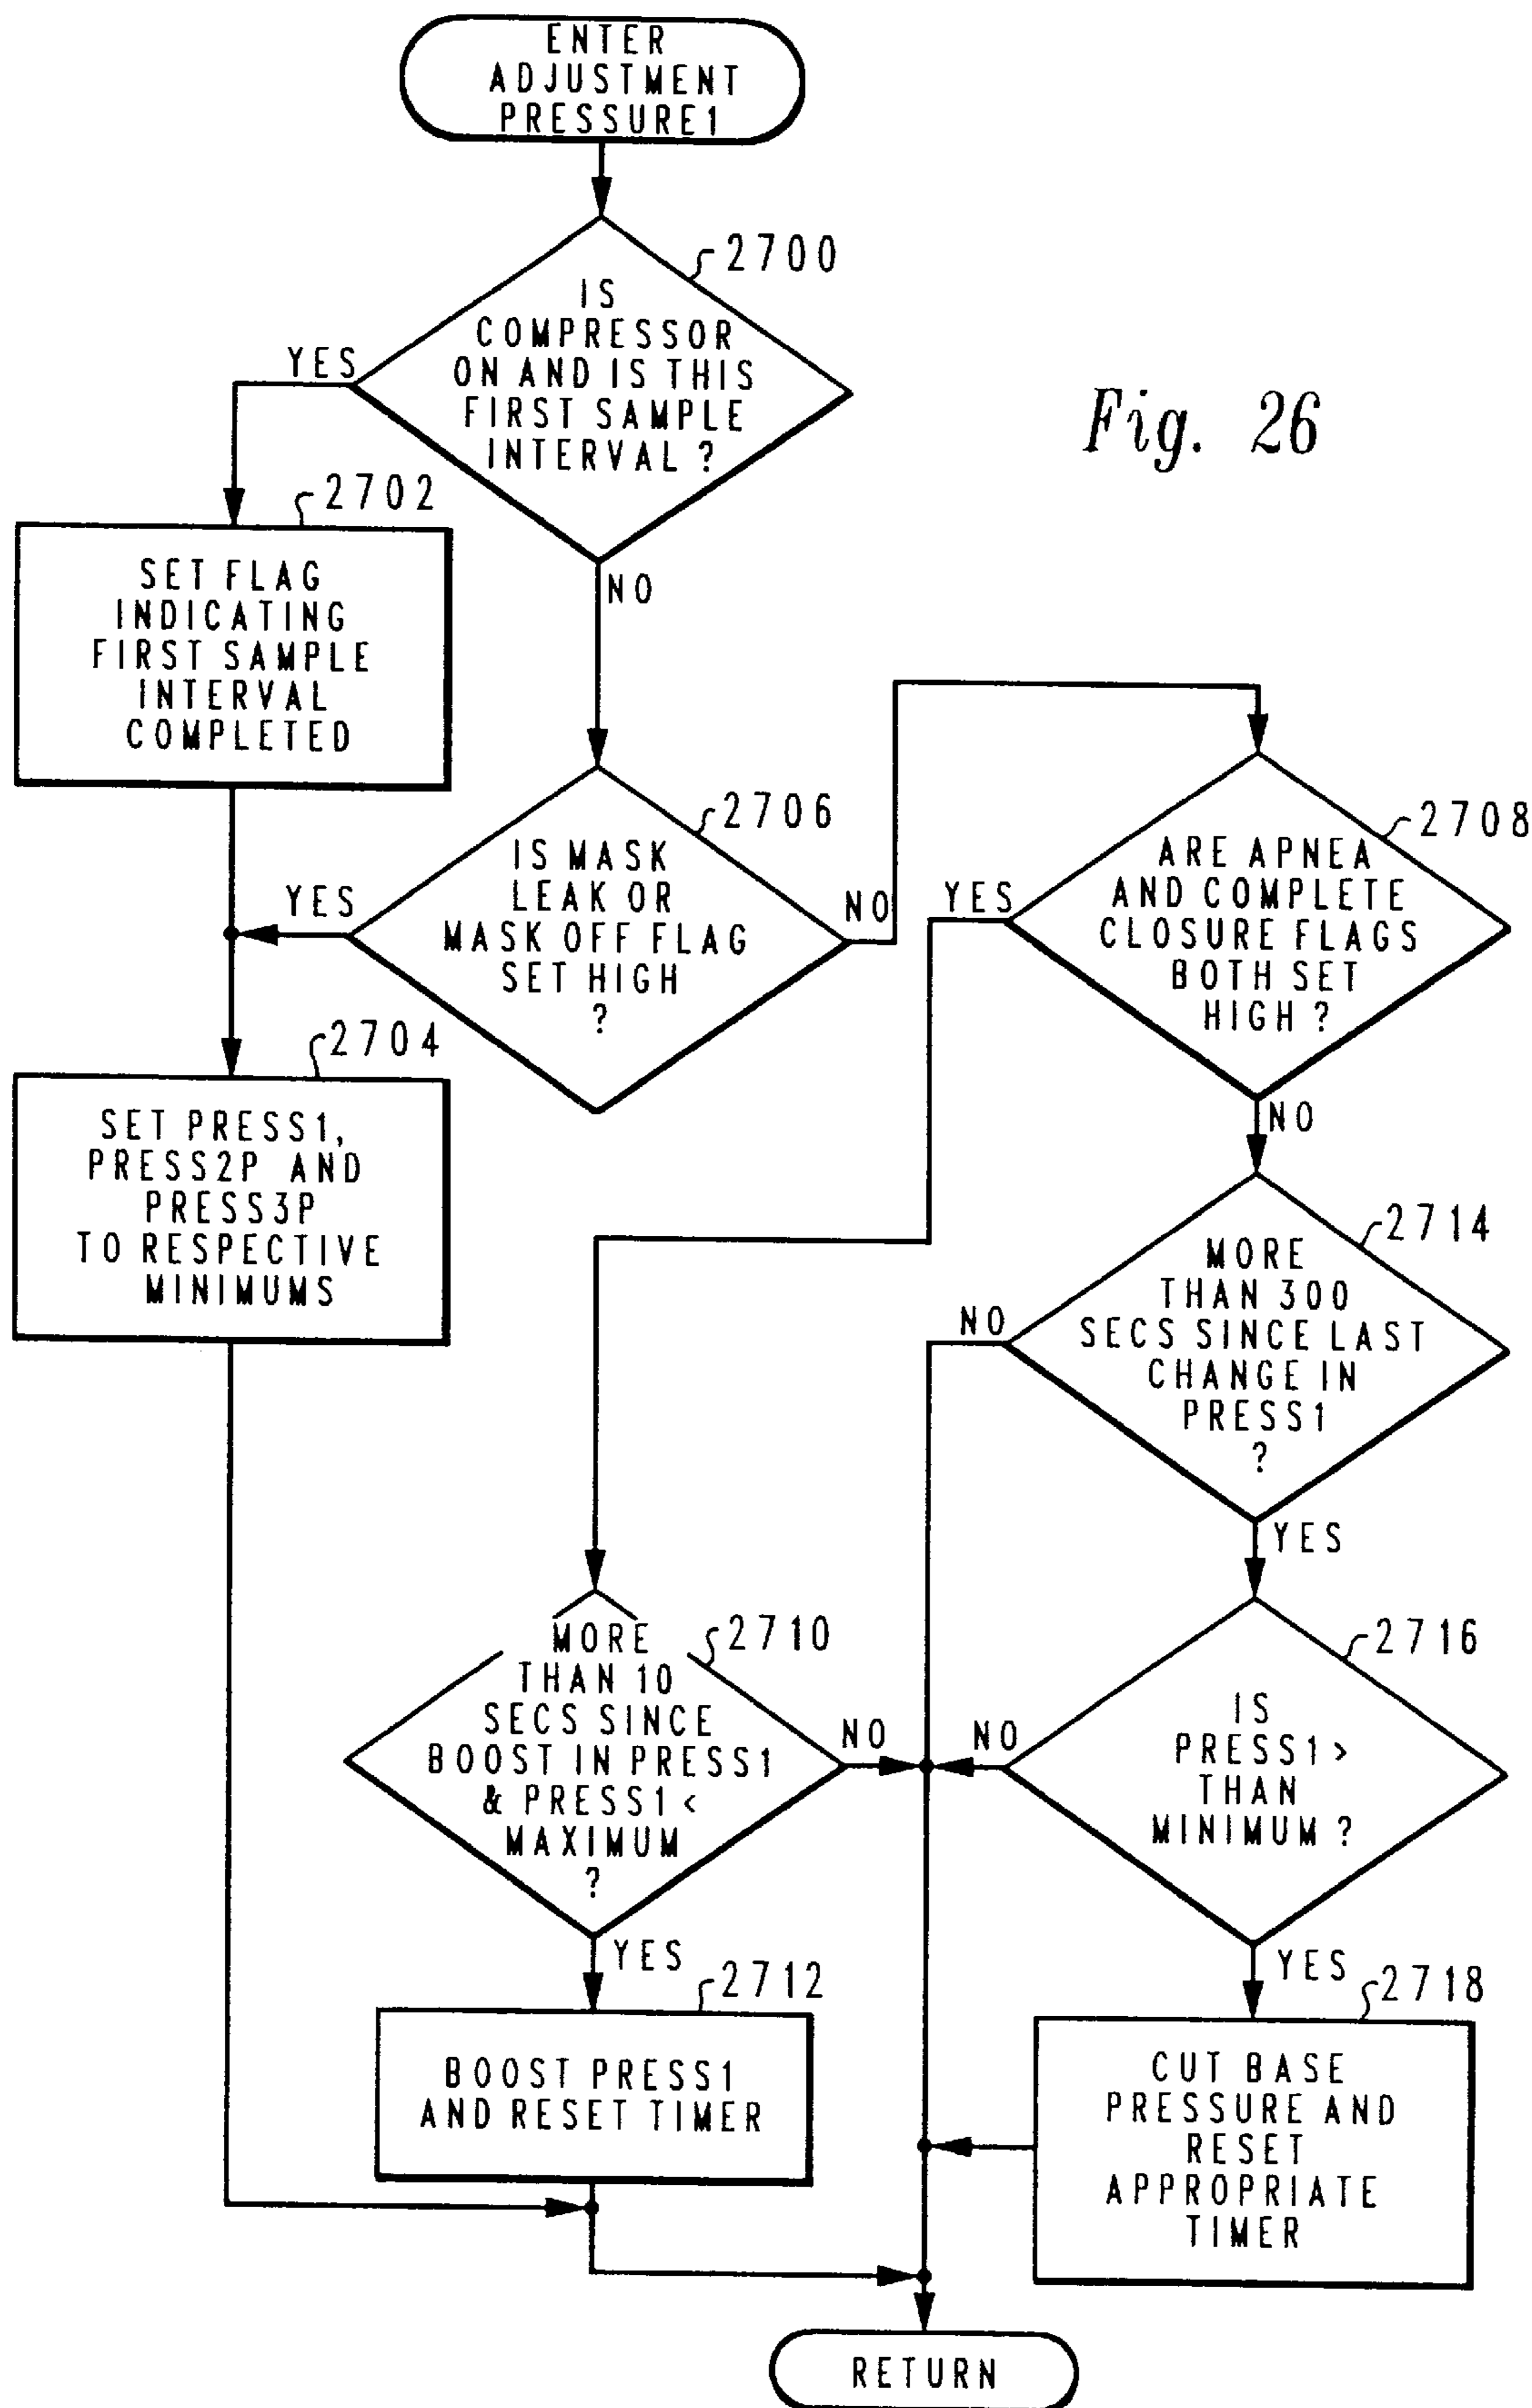 ENTER
ADJUSTMENT
PRESSURE1
2700
IS
COMPRESSOR
ON AND IS THIS
FIRST SAMPLE
INTERVAL ?
YES
NO
Fig. 26
2702
SET FLAG
INDICATING
FIRST SAMPLE
INTERVAL
COMPLETED
2706
IS MASK
LEAK OR
MASK OFF FLAG
SET HIGH
?
YES
NO
2708
ARE APNEA
AND COMPLETE
CLOSURE FLAGS
BOTH SET
HIGH ?
YES
NO
2704
SET PRESS1,
PRESS2P AND
PRESS3P
TO RESPECTIVE
MINIMUMS
2714
MORE
THAN 300
SECS SINCE LAST
CHANGE IN
PRESS1
?
NO
YES
2710
MORE
THAN 10
SECS SINCE
BOOST IN PRESS1
& PRESS1 <
MAXIMUM
?
NO
YES
2716
IS
PRESS1 >
THAN
MINIMUM ?
NO
YES
2712
BOOST PRESS1
AND RESET TIMER
2718
CUT BASE
PRESSURE AND
RESET
APPROPRIATE
TIMER
RETURN